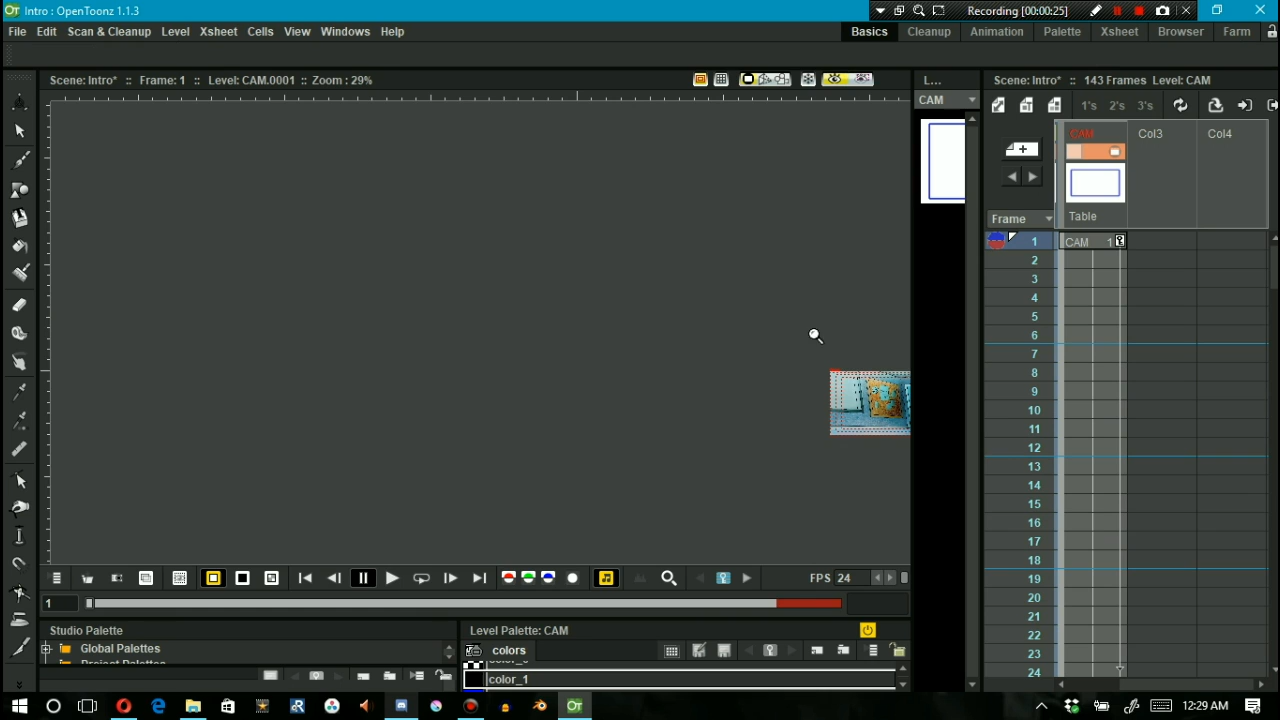 Intro : OpenToonz 1.1.3
Recording [00:00:25]
File Edit Scan & Cleanup Level Xsheet Cells View Windows Help
Basics Cleanup Animation Palette Xsheet Browser Farm
Scene: Intro* :: Frame: 1 :: Level: CAM.0001 :: Zoom : 29%
L...
Scene: Intro* :: 143 Frames Level: CAM
CAM
1's 2's 3's
CAM Col3 Col4
Table
Frame
1 CAM 1
2
3
4
5
6
7
8
9
10
11
12
13
14
15
16
17
18
19
20
21
22
23
24
FPS 24
1
Studio Palette
Level Palette: CAM
Global Palettes
colors
color_1
12:29 AM